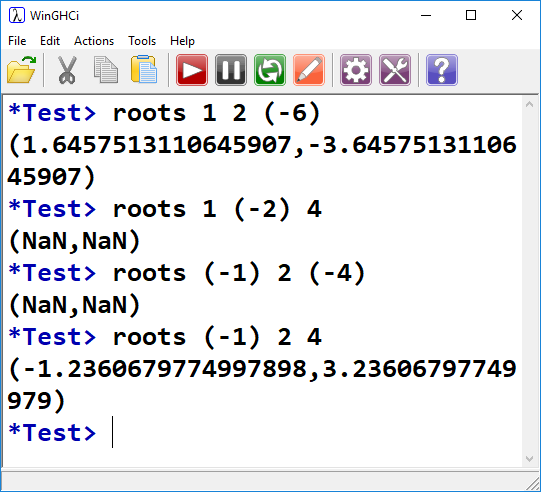 WinGHCi
File Edit Actions Tools Help
*Test> roots 1 2 (-6)
(1.6457513110645907,-3.6457513110
645907)
*Test> roots 1 (-2) 4
(NaN,NaN)
*Test> roots (-1) 2 (-4)
(NaN,NaN)
*Test> roots (-1) 2 4
(-1.2360679774997898,3.23606797749
979)
*Test>